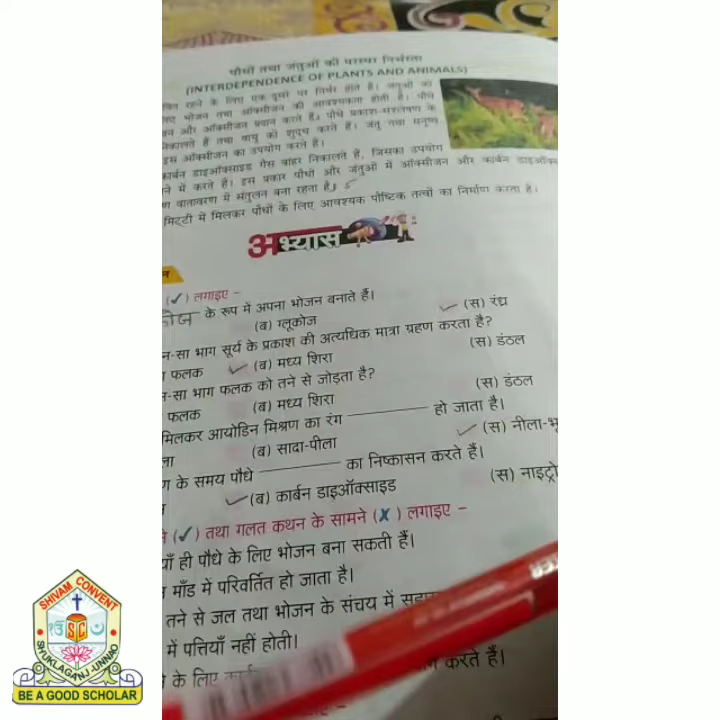 पौधों तथा जंतुओं की परस्पर निर्भरता
(INTERDEPENDENCE OF PLANTS AND ANIMALS)
रहने के लिए एक-दूसरे पर निर्भर होते हैं। जंतुओं को
लिए भोजन तथा ऑक्सीजन की आवश्यकता होती है। पौधे
और ऑक्सीजन प्रदान करते हैं। पौधे प्रकाश-संश्लेषण के
निकालते हैं तथा वायु को शुद्ध करते हैं। जंतु तथा मनुष्य
इस ऑक्सीजन का उपयोग करते हैं।
कार्बन डाइऑक्साइड गैस बाहर निकालते हैं, जिसका उपयोग
ने में करते हैं। इस प्रकार पौधों और जंतुओं में ऑक्सीजन और कार्बन डाइऑक्स
ण वातावरण में संतुलन बना रहता है।
मिट्टी में मिलकर पौधों के लिए आवश्यक पौष्टिक तत्वों का निर्माण करता है।
अभ्यास
(✓) लगाइए –
के रूप में अपना भोजन बनाते हैं।
(ब) ग्लूकोज (स) रंध्र
न-सा भाग सूर्य के प्रकाश की अत्यधिक मात्रा ग्रहण करता है?
फलक (ब) मध्य शिरा (स) डंठल
न-सा भाग फलक को तने से जोड़ता है?
फलक (ब) मध्य शिरा (स) डंठल
मिलकर आयोडिन मिश्रण का रंग ______ हो जाता है।
ला (ब) सादा-पीला (स) नीला-भू
ण के समय पौधे ______ का निष्कासन करते हैं।
(ब) कार्बन डाइऑक्साइड (स) नाइट्रो
(✓) तथा गलत कथन के सामने (✗) लगाइए –
याँ ही पौधे के लिए भोजन बना सकती हैं।
माँड में परिवर्तित हो जाता है।
तने से जल तथा भोजन के संचय में
में पत्तियाँ नहीं होती।
के लिए करते हैं।
SHIVAM CONVENT
SC
SHUKLAGANJ-UNNAO
BE A GOOD SCHOLAR